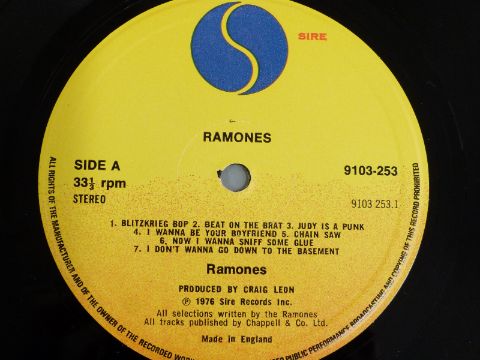 SIRE
RAMONES
SIDE A
33⅓ rpm
STEREO
9103-253
9103 253.1
1. BLITZKRIEG BOP 2. BEAT ON THE BRAT 3. JUDY IS A PUNK
4. I WANNA BE YOUR BOYFRIEND 5. CHAIN SAW
6. NOW I WANNA SNIFF SOME GLUE
7. I DON'T WANNA GO DOWN TO THE BASEMENT
Ramones
PRODUCED BY CRAIG LEON
℗ 1976 Sire Records Inc.
All selections written by the Ramones
All tracks published by Chappell & Co. Ltd.
Made in England
ALL RIGHTS OF THE MANUFACTURER AND OF THE OWNER OF THE RECORDED WORK
PUBLIC PERFORMANCE BROADCASTING AND COPYING OF THIS RECORD PROHIBITED